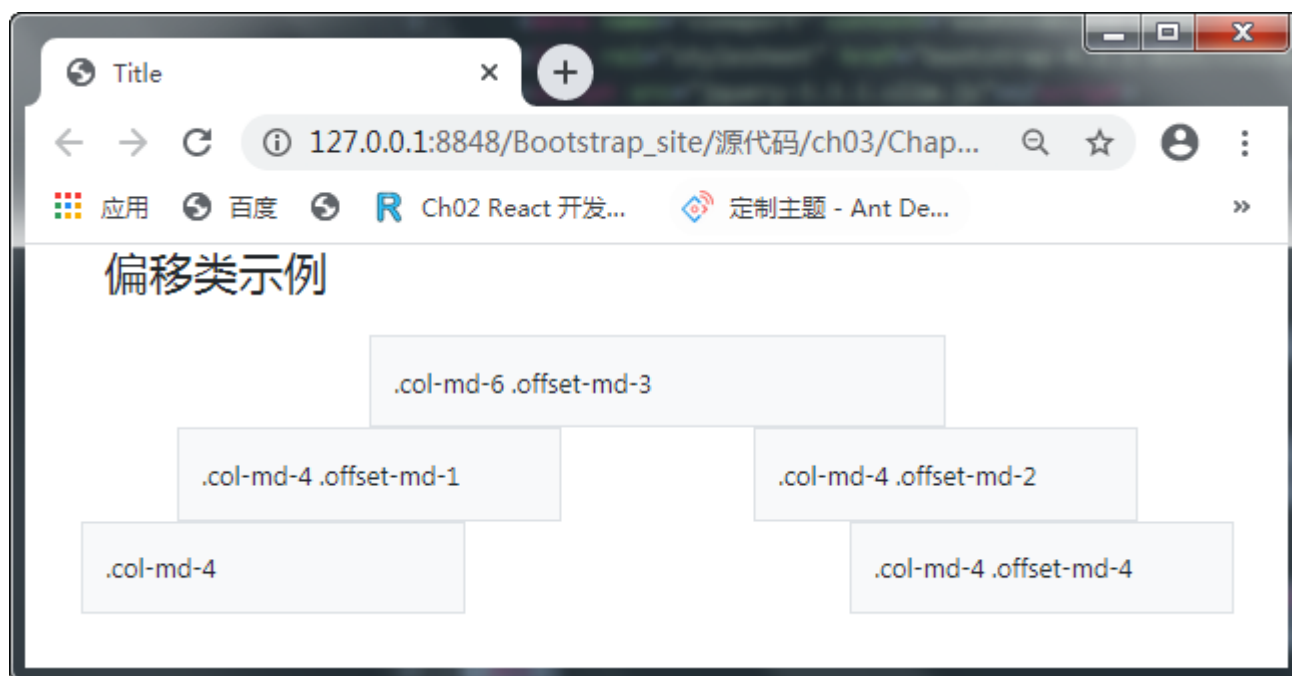 Title
127.0.0.1:8848/Bootstrap_site/源代码/ch03/Chap...
应用 百度 Ch02 React 开发... 定制主题 - Ant De...
偏移类示例
.col-md-6 .offset-md-3
.col-md-4 .offset-md-1 .col-md-4 .offset-md-2
.col-md-4 .col-md-4 .offset-md-4